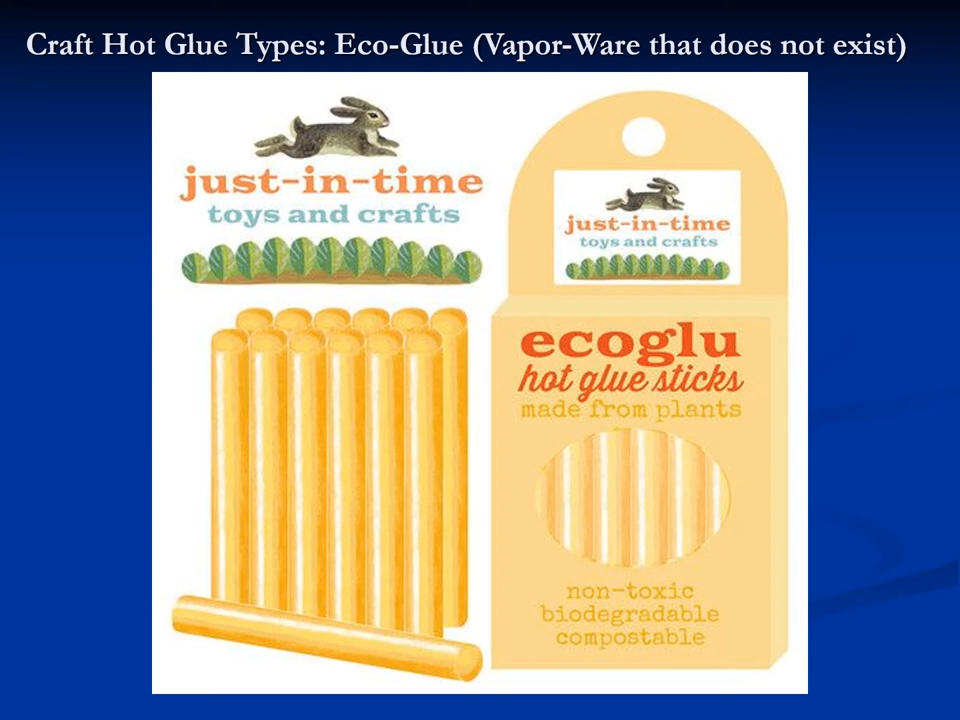 Craft Hot Glue Types: Eco-Glue (Vapor-Ware that does not exist)
just-in-time
toys and crafts
just-in-time
toys and crafts
ecoglu
hot glue sticks
made from plants
non-toxic
biodegradable
compostable